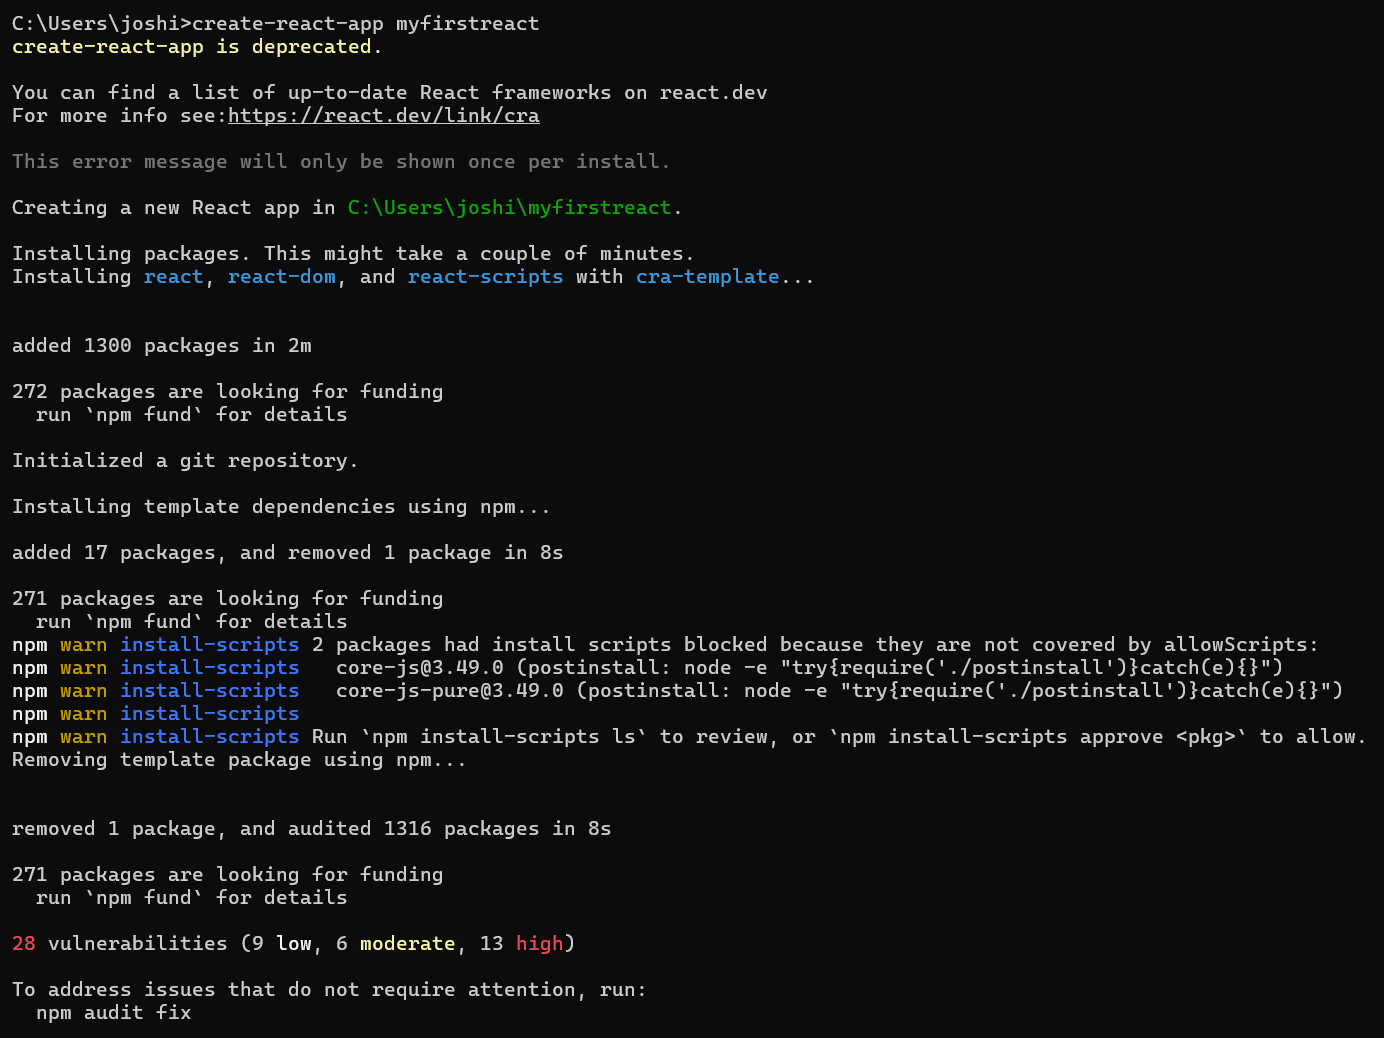 C:\Users\joshi>create-react-app myfirstreact
create-react-app is deprecated.
You can find a list of up-to-date React frameworks on react.dev
For more info see:https://react.dev/link/cra
This error message will only be shown once per install.
Creating a new React app in C:\Users\joshi\myfirstreact.
Installing packages. This might take a couple of minutes.
Installing react, react-dom, and react-scripts with cra-template...
added 1300 packages in 2m
272 packages are looking for funding
  run `npm fund` for details
Initialized a git repository.
Installing template dependencies using npm...
added 17 packages, and removed 1 package in 8s
271 packages are looking for funding
  run `npm fund` for details
npm warn install-scripts 2 packages had install scripts blocked because they are not covered by allowScripts:
npm warn install-scripts   core-js@3.49.0 (postinstall: node -e "try{require('./postinstall')}catch(e){}")
npm warn install-scripts   core-js-pure@3.49.0 (postinstall: node -e "try{require('./postinstall')}catch(e){}")
npm warn install-scripts
npm warn install-scripts Run `npm install-scripts ls` to review, or `npm install-scripts approve <pkg>` to allow.
Removing template package using npm...
removed 1 package, and audited 1316 packages in 8s
271 packages are looking for funding
  run `npm fund` for details
28 vulnerabilities (9 low, 6 moderate, 13 high)
To address issues that do not require attention, run:
  npm audit fix